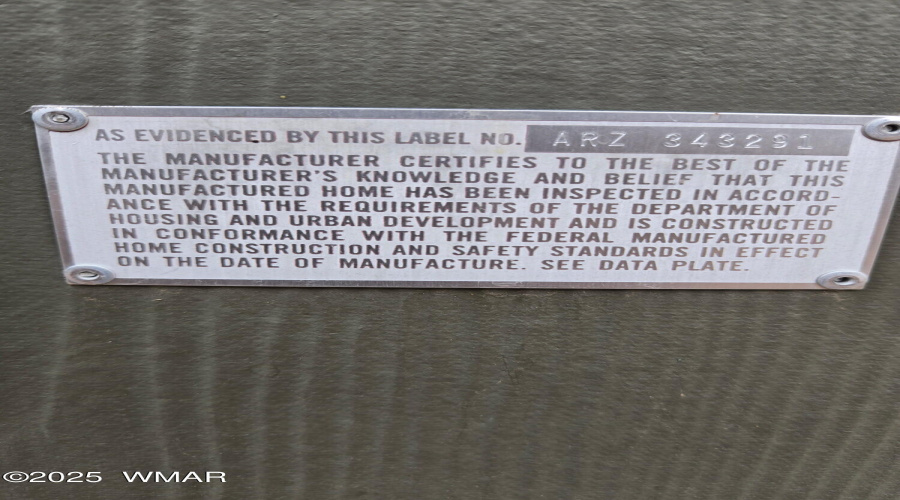 AS EVIDENCED BY THIS LABEL NO. ARZ 343291
THE MANUFACTURER CERTIFIES TO THE BEST OF THE
MANUFACTURER'S KNOWLEDGE AND BELIEF THAT THIS
MANUFACTURED HOME HAS BEEN INSPECTED IN ACCORD-
ANCE WITH THE REQUIREMENTS OF THE DEPARTMENT OF
HOUSING AND URBAN DEVELOPMENT AND IS CONSTRUCTED
IN CONFORMANCE WITH THE FEDERAL MANUFACTURED
HOME CONSTRUCTION AND SAFETY STANDARDS IN EFFECT
ON THE DATE OF MANUFACTURE. SEE DATA PLATE.
©2025 WMAR